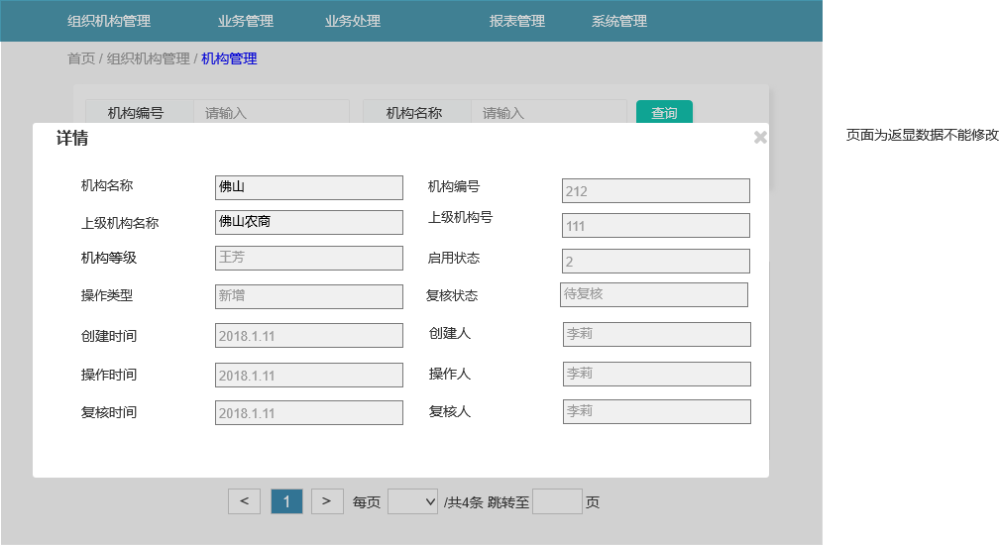 组织机构管理 业务管理 业务处理 报表管理 系统管理
首页 / 组织机构管理 / 机构管理
机构编号 请输入 机构名称 请输入 查询
详情
页面为返显数据不能修改
机构名称 佛山 机构编号 212
上级机构名称 佛山农商 上级机构号 111
机构等级 王芳 启用状态 2
操作类型 新增 复核状态 待复核
创建时间 2018.1.11 创建人 李莉
操作时间 2018.1.11 操作人 李莉
复核时间 2018.1.11 复核人 李莉
< 1 > 每页 /共4条 跳转至 页